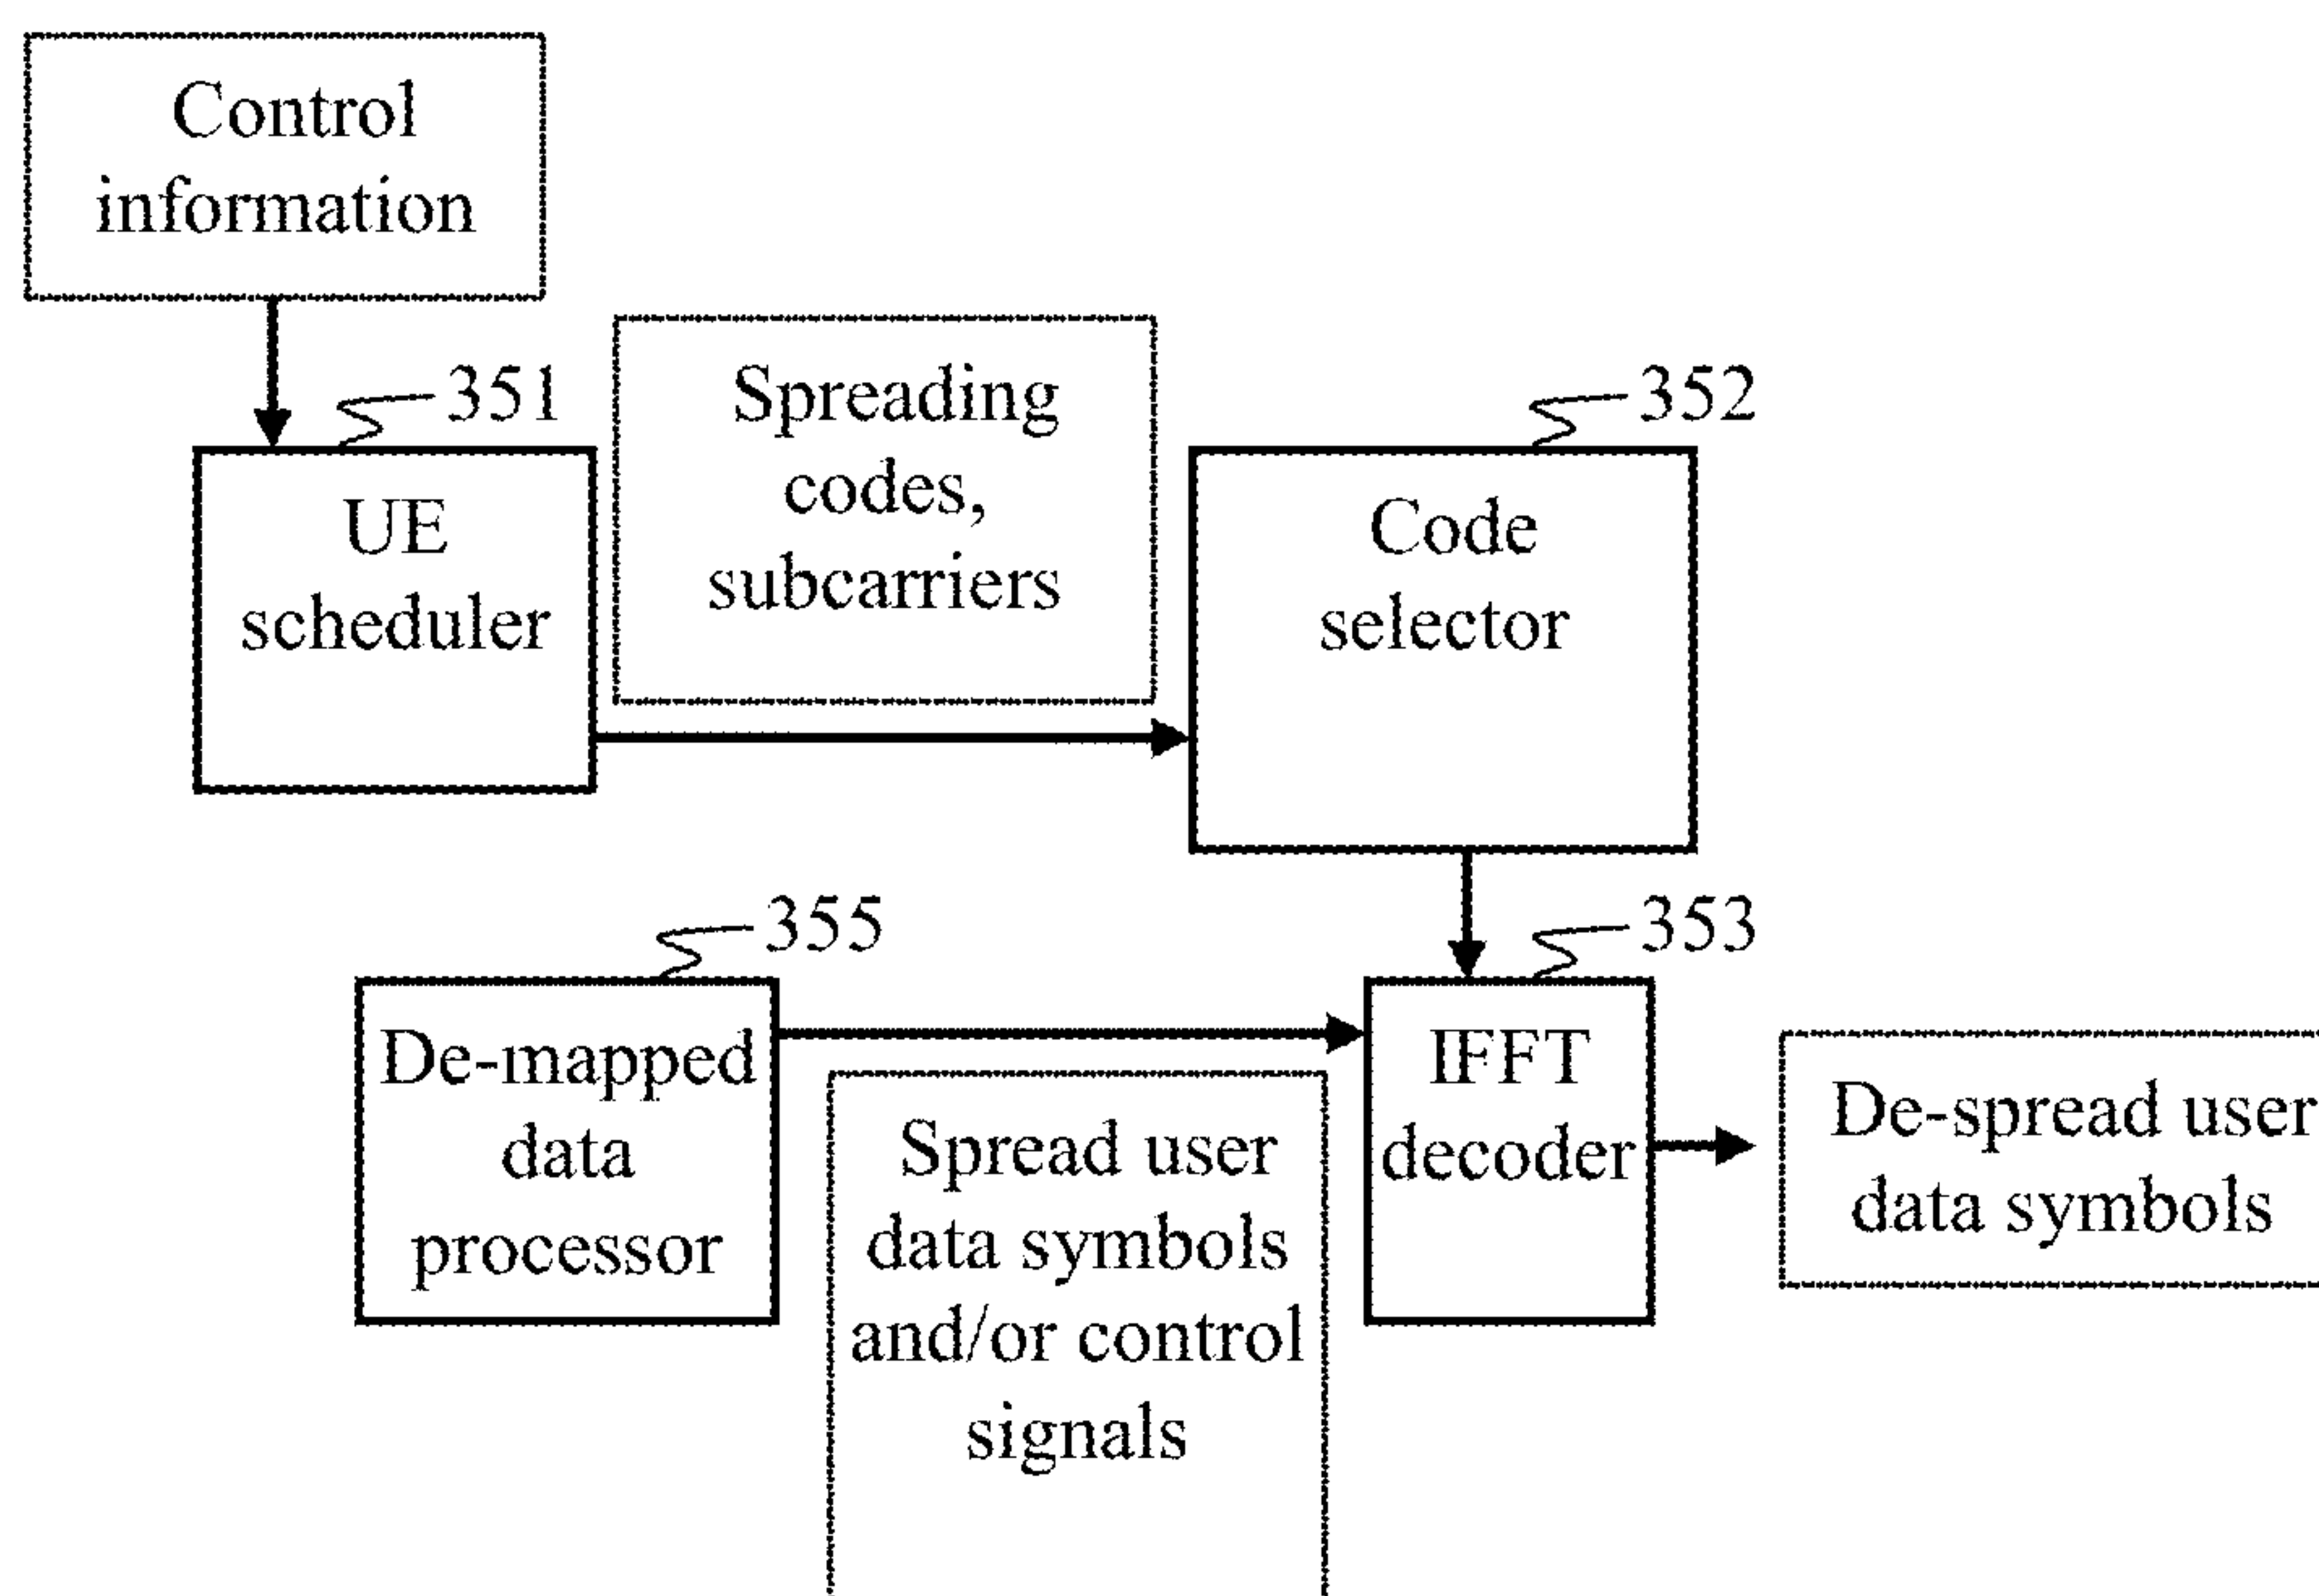 Control
information
351
UE
scheduler
Spreading
codes,
subcarriers
352
Code
selector
355
De-mapped
data
processor
Spread user
data symbols
and/or control
signals
353
IFFT
decoder
De-spread user
data symbols